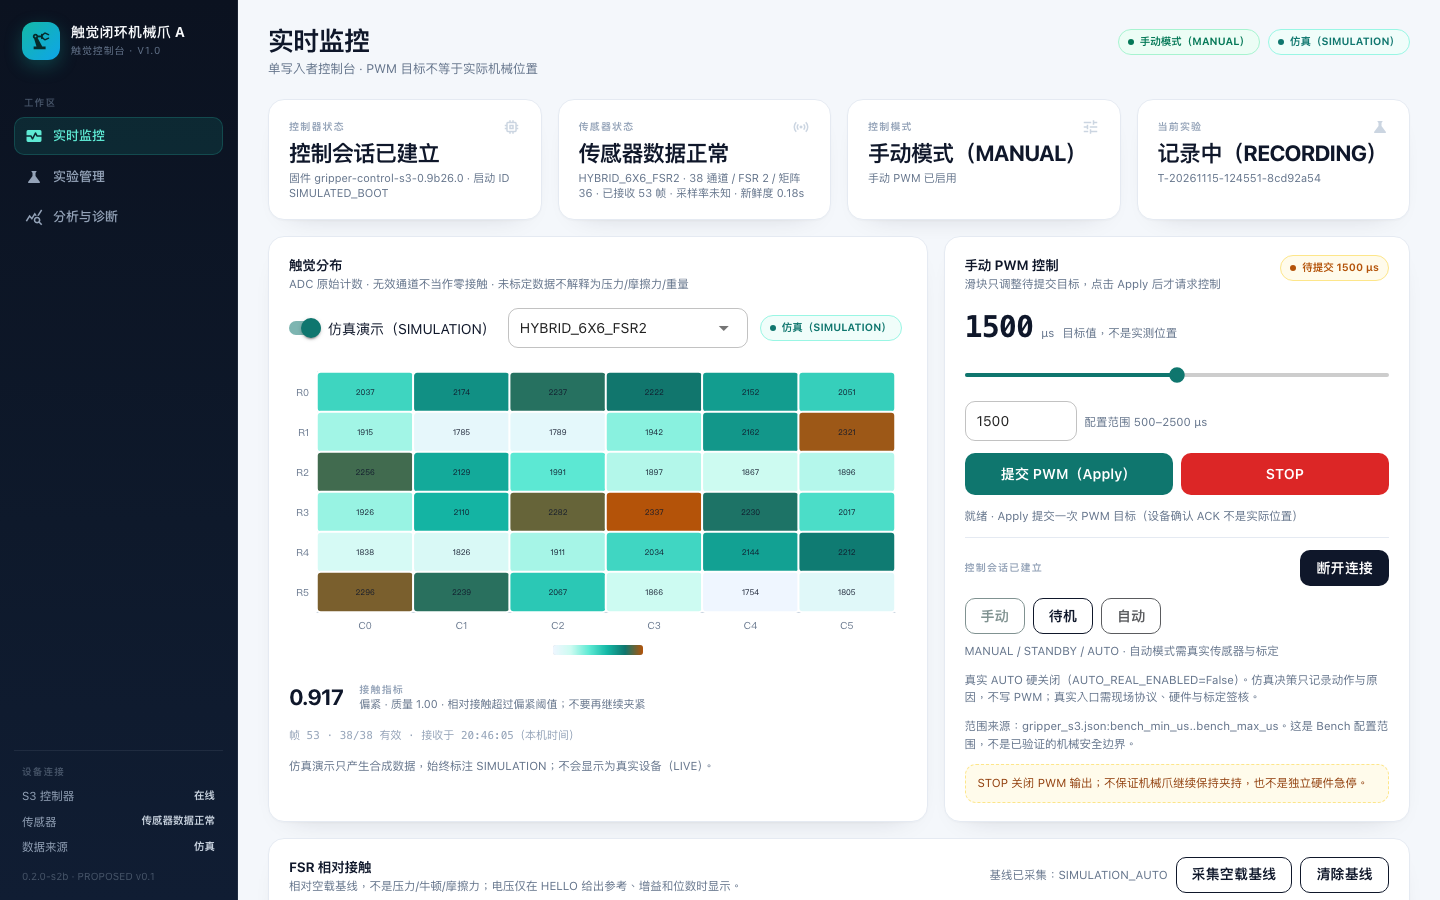 触觉闭环机械爪 A
触觉控制台 · V1.0
工作区
实时监控
实验管理
分析与诊断
设备连接
S3 控制器 在线
传感器 传感器数据正常
数据来源 仿真
0.2.0-s2b · PROPOSED v0.1
实时监控
单写入者控制台 · PWM 目标不等于实际机械位置
手动模式（MANUAL）
仿真（SIMULATION）
控制器状态
控制会话已建立
固件 gripper-control-s3-0.9b26.0 · 启动 ID
SIMULATED_BOOT
传感器状态
传感器数据正常
HYBRID_6X6_FSR2 · 38 通道 / FSR 2 / 矩阵
36 · 已接收 53 帧 · 采样率未知 · 新鲜度 0.18s
控制模式
手动模式（MANUAL）
手动 PWM 已启用
当前实验
记录中（RECORDING）
T-20261115-124551-8cd92a54
触觉分布
ADC 原始计数 · 无效通道不当作零接触 · 未标定数据不解释为压力/摩擦力/重量
仿真演示（SIMULATION）
HYBRID_6X6_FSR2
仿真（SIMULATION）
R0 2037 2174 2237 2222 2152 2051
R1 1915 1785 1789 1942 2162 2321
R2 2256 2129 1991 1897 1867 1896
R3 1926 2110 2282 2337 2230 2017
R4 1838 1826 1911 2034 2144 2212
R5 2296 2239 2067 1866 1754 1805
C0 C1 C2 C3 C4 C5
0.917
接触指标
偏紧 · 质量 1.00 · 相对接触超过偏紧阈值；不要再继续夹紧
帧 53 · 38/38 有效 · 接收于 20:46:05（本机时间）
仿真演示只产生合成数据，始终标注 SIMULATION；不会显示为真实设备（LIVE）。
手动 PWM 控制
滑块只调整待提交目标，点击 Apply 后才请求控制
待提交 1500 µs
1500 µs 目标值，不是实测位置
1500
配置范围 500–2500 µs
提交 PWM（Apply）
STOP
就绪 · Apply 提交一次 PWM 目标（设备确认 ACK 不是实际位置）
控制会话已建立
断开连接
手动
待机
自动
MANUAL / STANDBY / AUTO · 自动模式需真实传感器与标定
真实 AUTO 硬关闭（AUTO_REAL_ENABLED=False）。仿真决策只记录动作与原
因，不写 PWM；真实入口需现场协议、硬件与标定签核。
范围来源：gripper_s3.json:bench_min_us..bench_max_us。这是 Bench 配置范
围，不是已验证的机械安全边界。
STOP 关闭 PWM 输出；不保证机械爪继续保持夹持，也不是独立硬件急停。
FSR 相对接触
相对空载基线，不是压力/牛顿/摩擦力；电压仅在 HELLO 给出参考、增益和位数时显示。
基线已采集：SIMULATION_AUTO
采集空载基线
清除基线